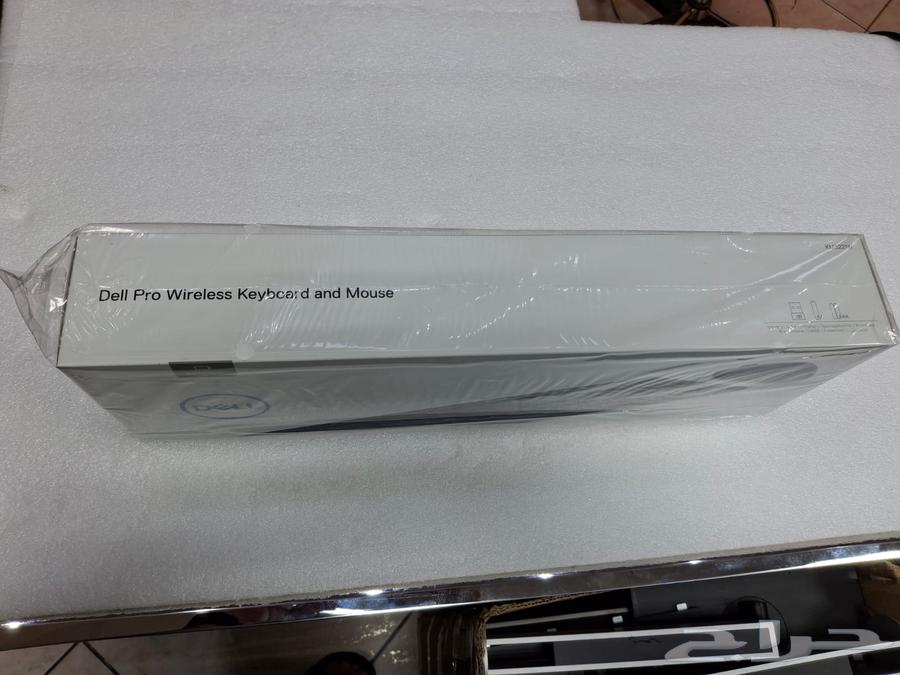 Dell Pro Wireless Keyboard and Mouse
DELL
حراج